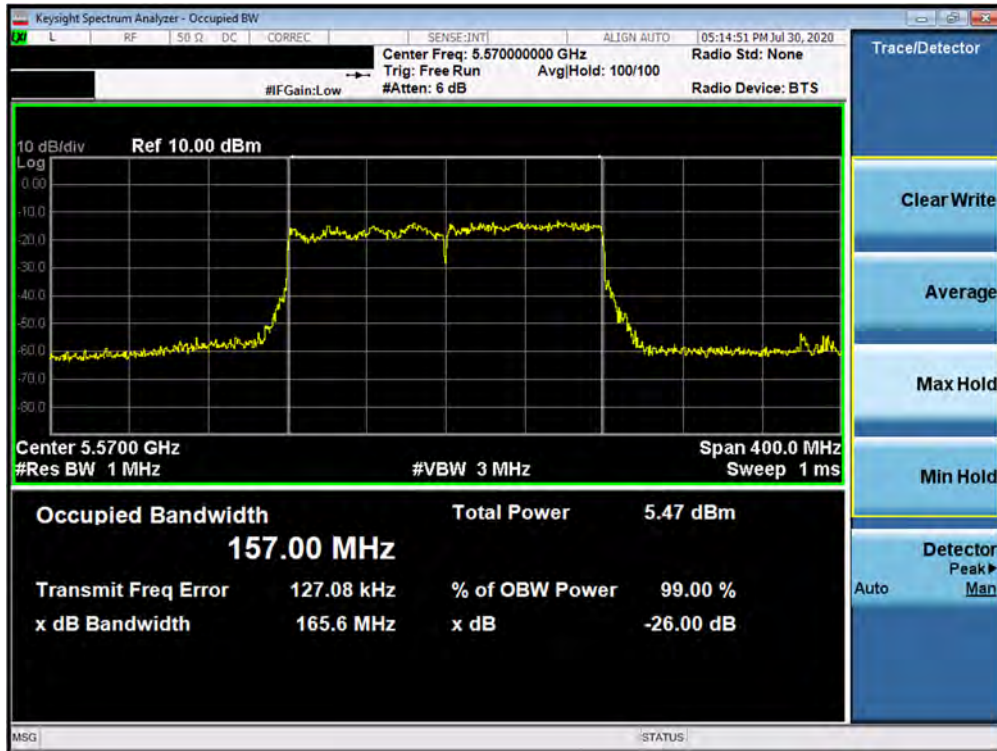 Keysight Spectrum Analyzer - Occupied BW
LXI L RF 50 Ω DC CORREC SENSE:INT ALIGN AUTO 05:14:51 PM Jul 30, 2020
Center Freq: 5.570000000 GHz Radio Std: None
Trig: Free Run Avg|Hold: 100/100
#IFGain:Low #Atten: 6 dB Radio Device: BTS
Trace/Detector
10 dB/div Ref 10.00 dBm
Log
0.00
-10.0
-20.0
-30.0
-40.0
-50.0
-60.0
-70.0
-80.0
Center 5.5700 GHz Span 400.0 MHz
#Res BW 1 MHz #VBW 3 MHz Sweep 1 ms
Occupied Bandwidth Total Power 5.47 dBm
157.00 MHz
Transmit Freq Error 127.08 kHz % of OBW Power 99.00 %
x dB Bandwidth 165.6 MHz x dB -26.00 dB
Clear Write
Average
Max Hold
Min Hold
Detector
Peak▶
Auto Man
MSG STATUS